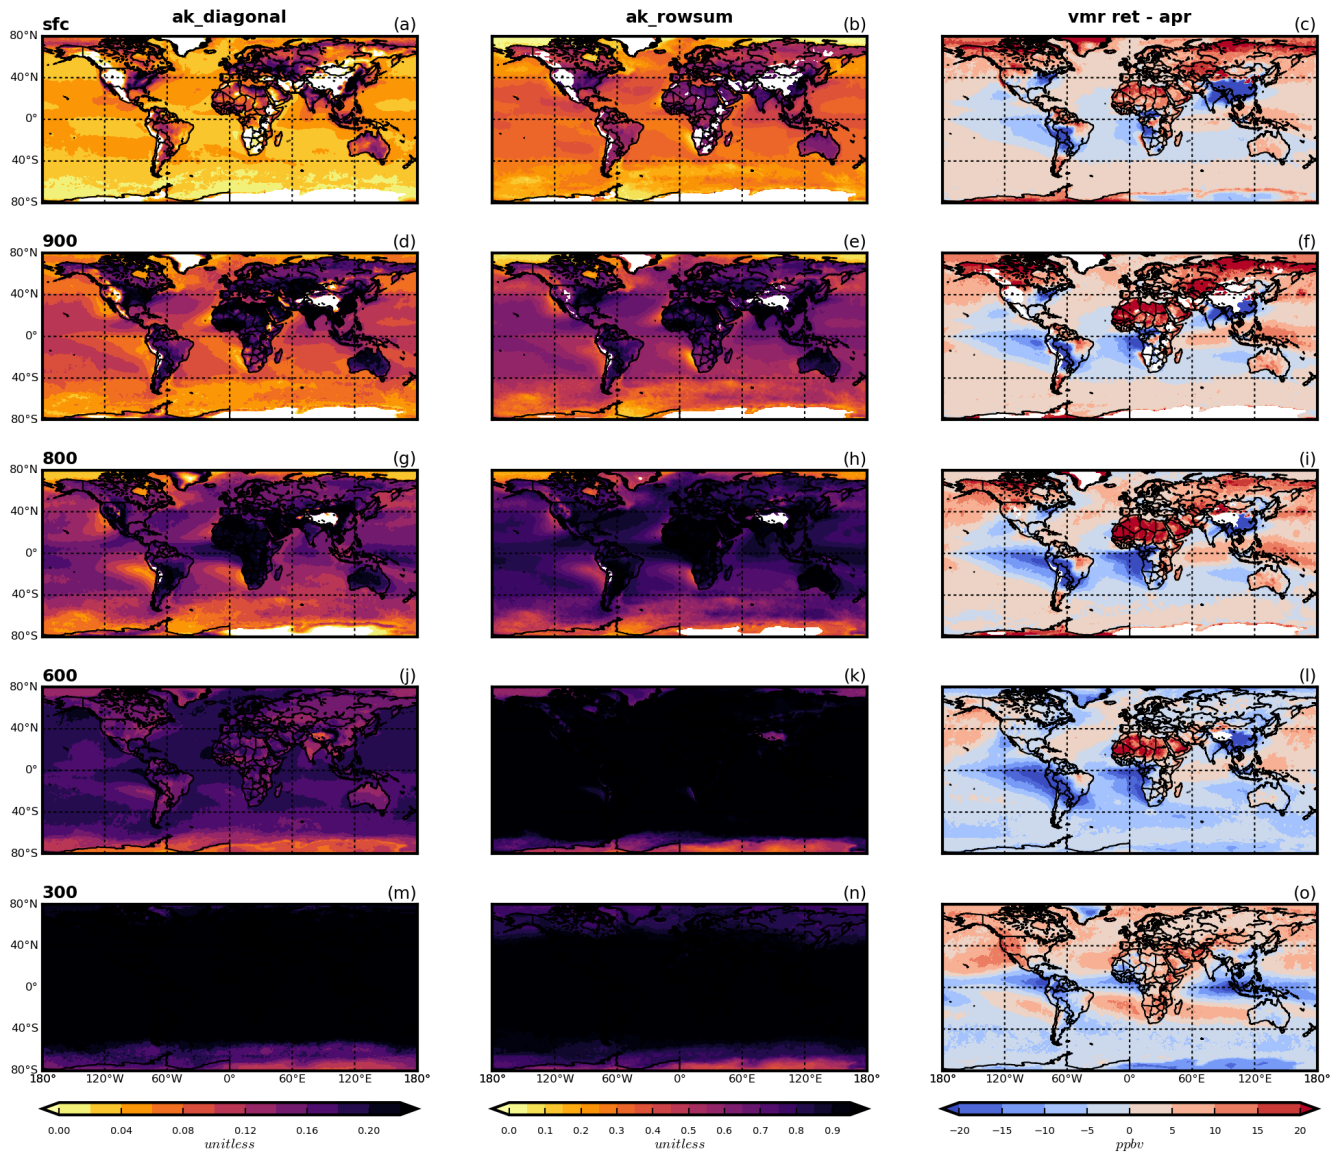 ak_diagonal ak_rowsum vmr ret - apr
sfc (a) (b) (c)
80°N
40°N
0°
40°S
80°S
900 (d) (e) (f)
80°N
40°N
0°
40°S
80°S
800 (g) (h) (i)
80°N
40°N
0°
40°S
80°S
600 (j) (k) (l)
80°N
40°N
0°
40°S
80°S
300 (m) (n) (o)
80°N
40°N
0°
40°S
80°S
180° 120°W 60°W 0° 60°E 120°E 180° 180° 120°W 60°W 0° 60°E 120°E 180° 180° 120°W 60°W 0° 60°E 120°E 180°
0.00 0.04 0.08 0.12 0.16 0.20 0.0 0.1 0.2 0.3 0.4 0.5 0.6 0.7 0.8 0.9 −20 −15 −10 −5 0 5 10 15 20
unitless unitless ppbv